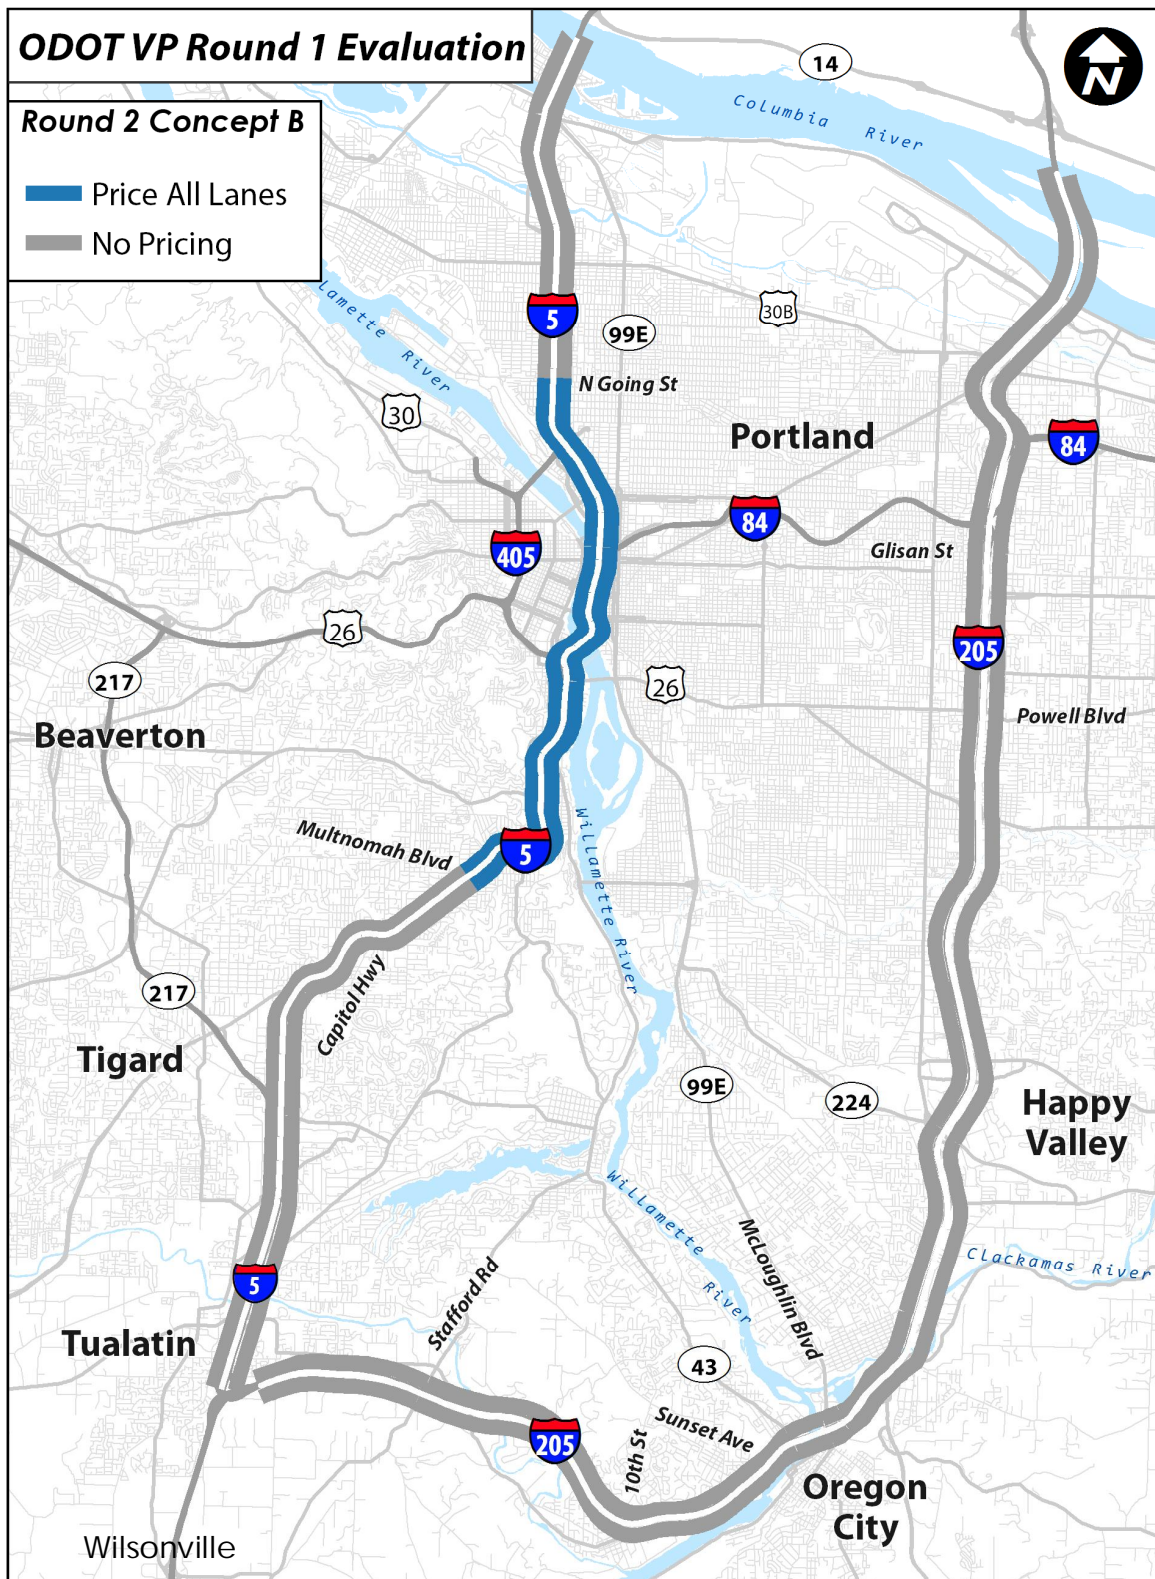 ODOT VP Round 1 Evaluation
N
14
Columbia River
Round 2 Concept B
Price All Lanes
No Pricing
lamette River
5
30B
99E
N Going St
30
Portland
84
84
405
Glisan St
26
205
217
26
Beaverton
Powell Blvd
Multnomah Blvd
5
Willamette River
Capitol Hwy
217
Tigard
99E
224
Happy
Valley
Willamette River
McLoughlin Blvd
Clackamas River
5
Stafford Rd
Tualatin
43
Sunset Ave
205
10th St
Oregon
City
Wilsonville